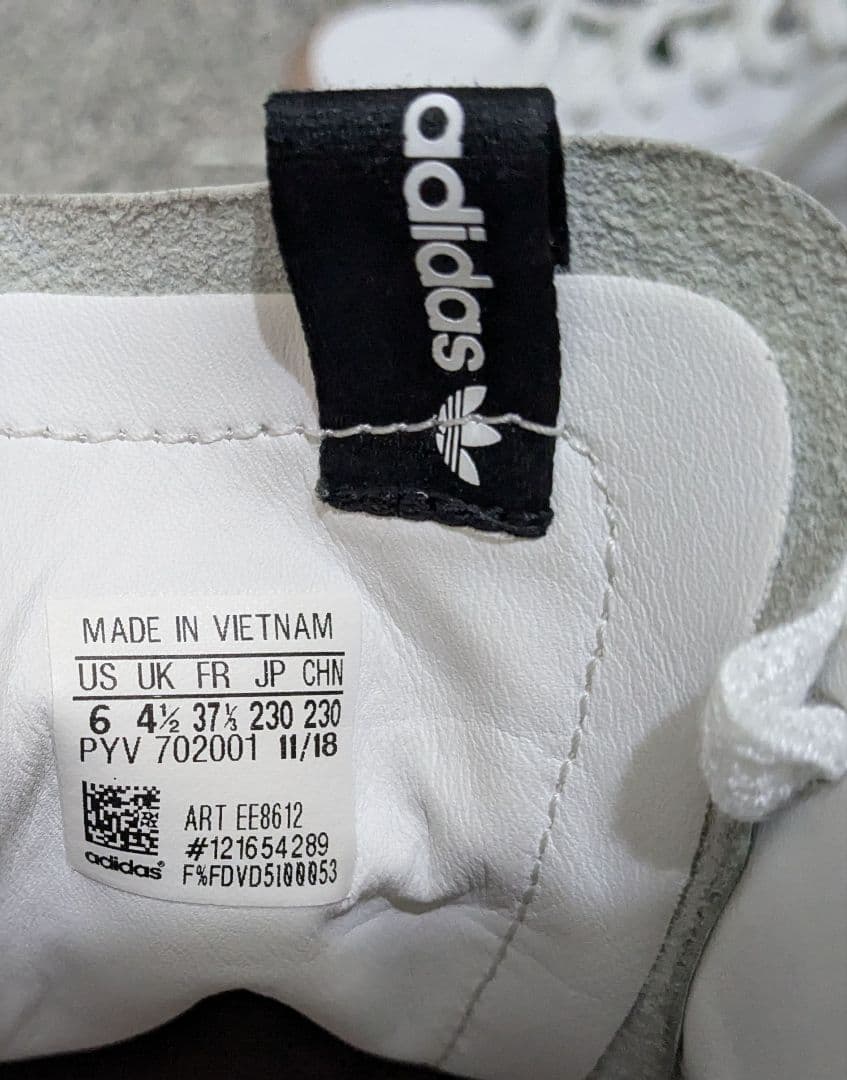 adidas
MADE IN VIETNAM
US UK FR JP CHN
6 4½ 37⅓ 230 230
PYV 702001 11/18
ART EE8612
#121654289
F%FDVD5100053
adidas®